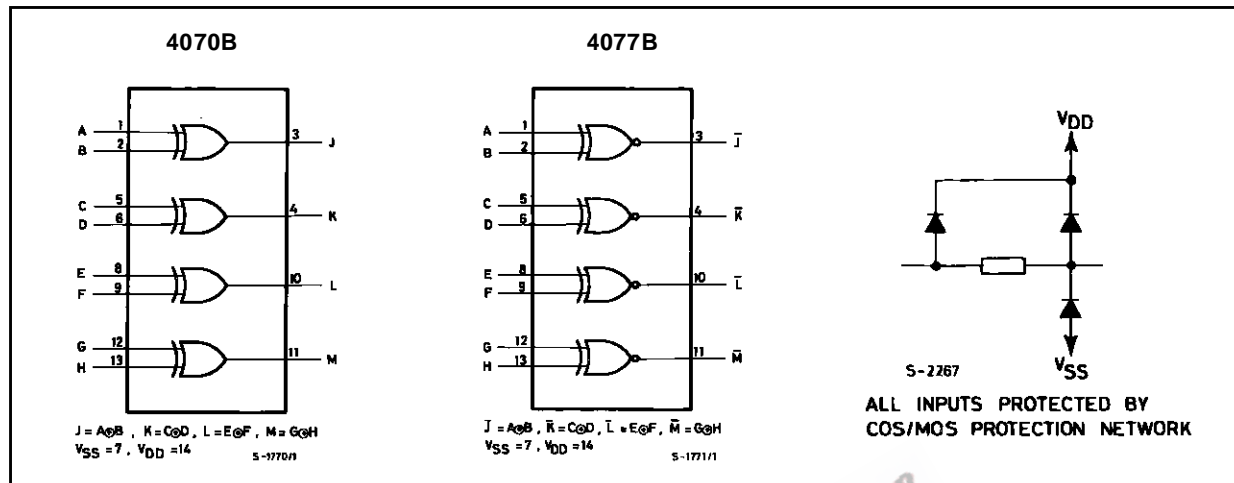 4070B
A 1
B 2
3 J
C 5
D 6
4 K
E 8
F 9
10 L
G 12
H 13
11 M
J = A⊕B , K = C⊕D , L = E⊕F , M = G⊕H
VSS = 7 , VDD = 14
S-1770/1
4077B
A 1
B 2
3 J̅
C 5
D 6
4 K̅
E 8
F 9
10 L̅
G 12
H 13
11 M̅
J̅ = A⊕B , K̅ = C⊕D , L̅ = E⊕F , M̅ = G⊕H
VSS = 7 , VDD = 14
S-1771/1
VDD
VSS
S-2267
ALL INPUTS PROTECTED BY
COS/MOS PROTECTION NETWORK